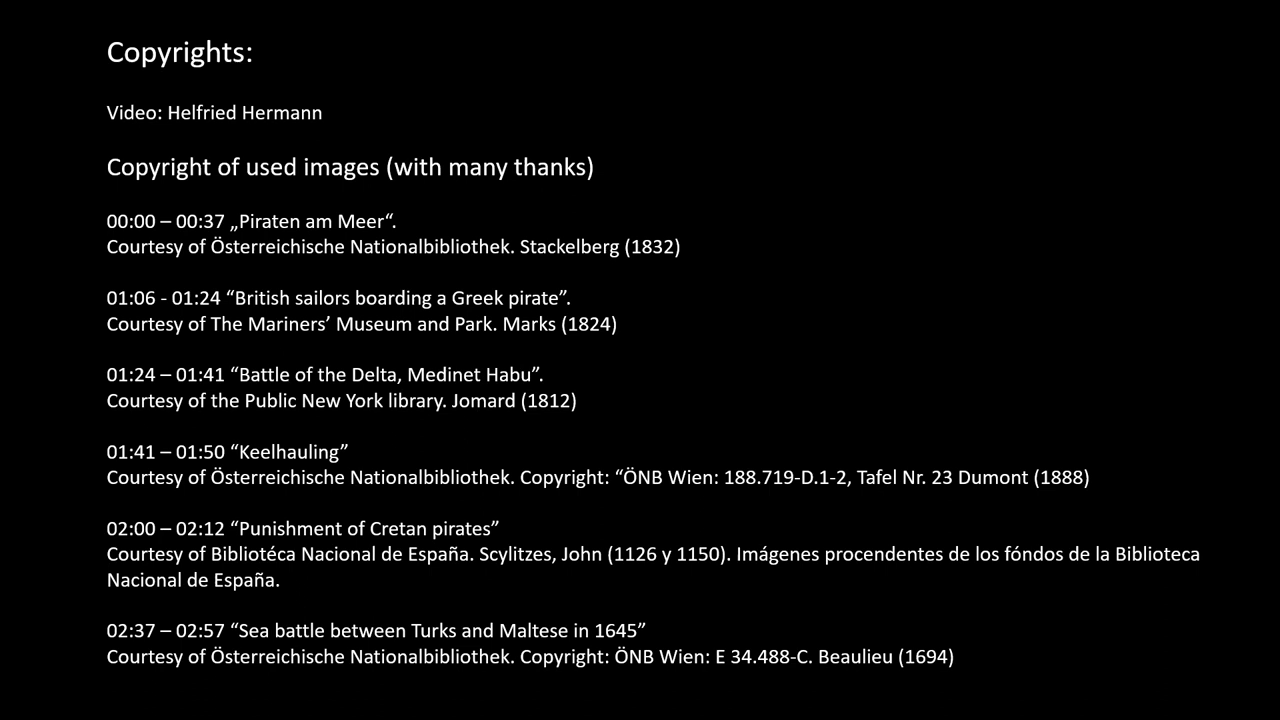 Copyrights:
Video: Helfried Hermann
Copyright of used images (with many thanks)
00:00 – 00:37 „Piraten am Meer“.
Courtesy of Österreichische Nationalbibliothek. Stackelberg (1832)
01:06 - 01:24 “British sailors boarding a Greek pirate”.
Courtesy of The Mariners’ Museum and Park. Marks (1824)
01:24 – 01:41 “Battle of the Delta, Medinet Habu”.
Courtesy of the Public New York library. Jomard (1812)
01:41 – 01:50 “Keelhauling”
Courtesy of Österreichische Nationalbibliothek. Copyright: “ÖNB Wien: 188.719-D.1-2, Tafel Nr. 23 Dumont (1888)
02:00 – 02:12 “Punishment of Cretan pirates”
Courtesy of Bibliotéca Nacional de España. Scylitzes, John (1126 y 1150). Imágenes procendentes de los fóndos de la Biblioteca
Nacional de España.
02:37 – 02:57 “Sea battle between Turks and Maltese in 1645”
Courtesy of Österreichische Nationalbibliothek. Copyright: ÖNB Wien: E 34.488-C. Beaulieu (1694)